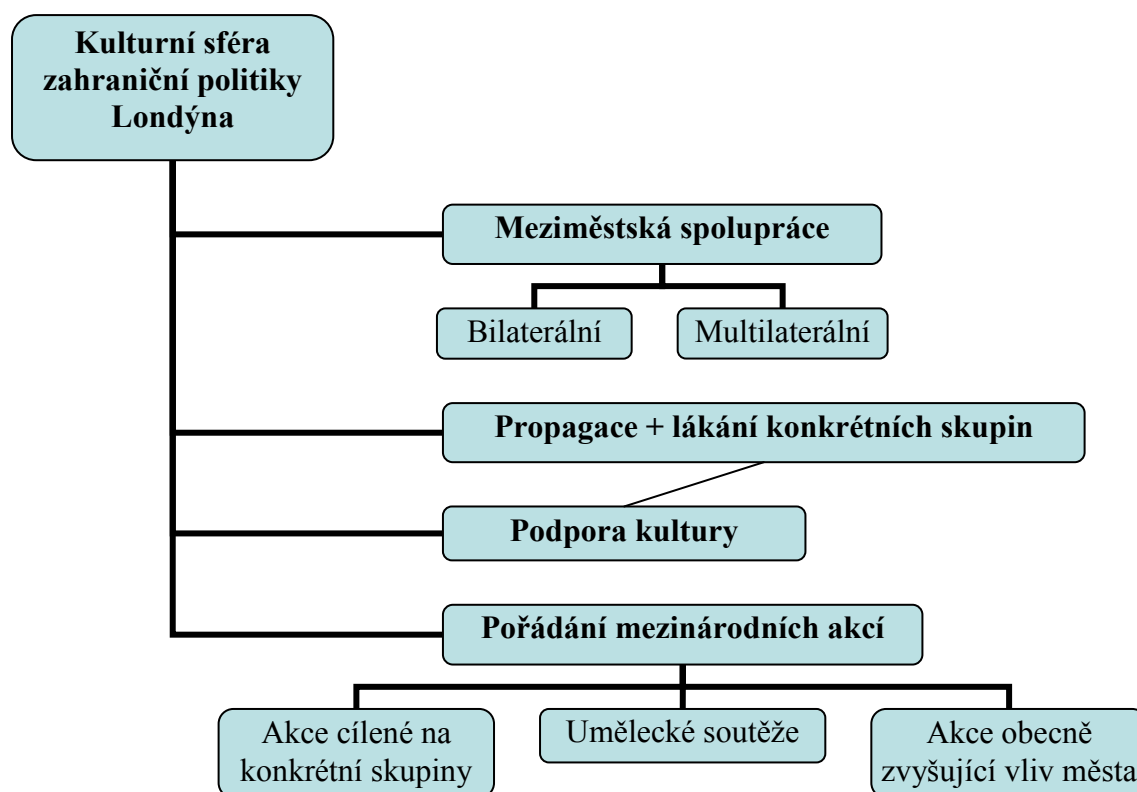 Kulturní sféra
zahraniční politiky
Londýna
Meziměstská spolupráce
Bilaterální
Multilaterální
Propagace + lákání konkrétních skupin
Podpora kultury
Pořádání mezinárodních akcí
Akce cílené na
konkrétní skupiny
Umělecké soutěže
Akce obecně
zvyšující vliv města